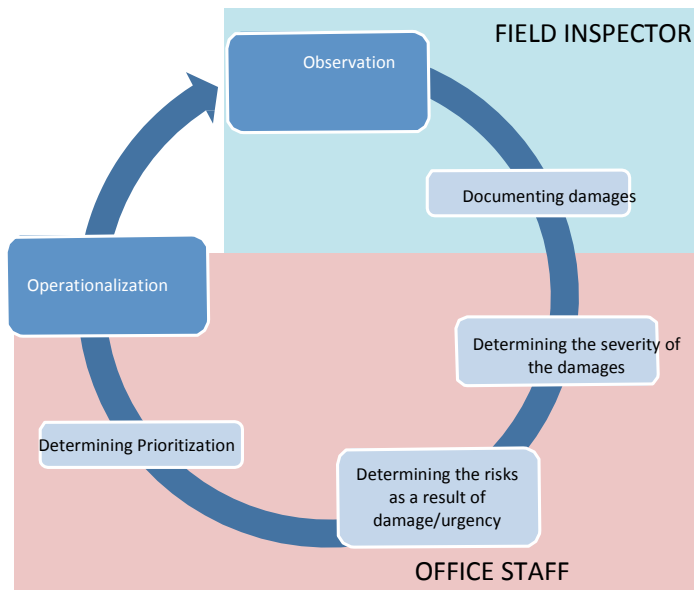 FIELD INSPECTOR
Observation
Documenting damages
Determining the severity of
the damages
Determining the risks
as a result of
damage/urgency
Determining Prioritization
Operationalization
OFFICE STAFF